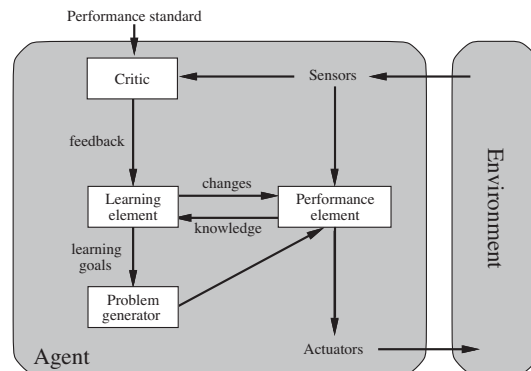 Performance standard
Critic
Sensors
feedback
changes
Learning
element
Performance
element
knowledge
learning
goals
Problem
generator
Agent
Actuators
Environment